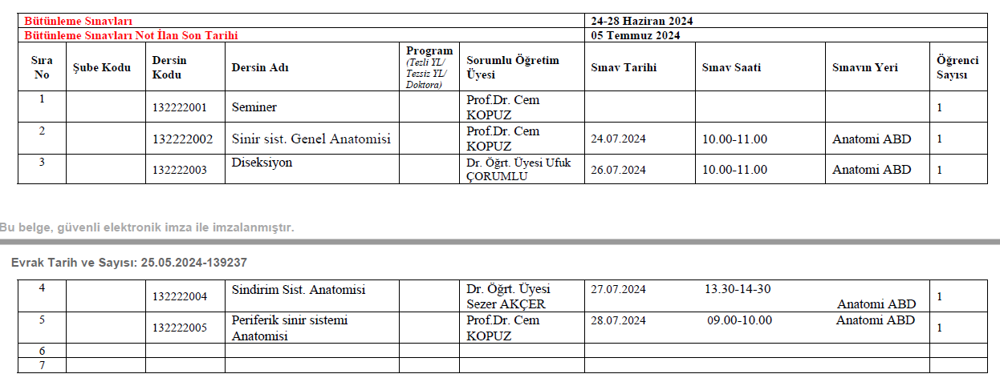 Bütünleme Sınavları 24-28 Haziran 2024
Bütünleme Sınavları Not İlan Son Tarihi 05 Temmuz 2024
Sıra No Şube Kodu Dersin Kodu Dersin Adı Program (Tezli YL/ Tezsiz YL/ Doktora) Sorumlu Öğretim Üyesi Sınav Tarihi Sınav Saati Sınavın Yeri Öğrenci Sayısı
1 132222001 Seminer Prof.Dr. Cem KOPUZ 1
2 132222002 Sinir sist. Genel Anatomisi Prof.Dr. Cem KOPUZ 24.07.2024 10.00-11.00 Anatomi ABD 1
3 132222003 Diseksiyon Dr. Öğrt. Üyesi Ufuk ÇORUMLU 26.07.2024 10.00-11.00 Anatomi ABD 1
Bu belge, güvenli elektronik imza ile imzalanmıştır.
Evrak Tarih ve Sayısı: 25.05.2024-139237
4 132222004 Sindirim Sist. Anatomisi Dr. Öğrt. Üyesi Sezer AKÇER 27.07.2024 13.30-14-30 Anatomi ABD 1
5 132222005 Periferik sinir sistemi Anatomisi Prof.Dr. Cem KOPUZ 28.07.2024 09.00-10.00 Anatomi ABD 1
6
7